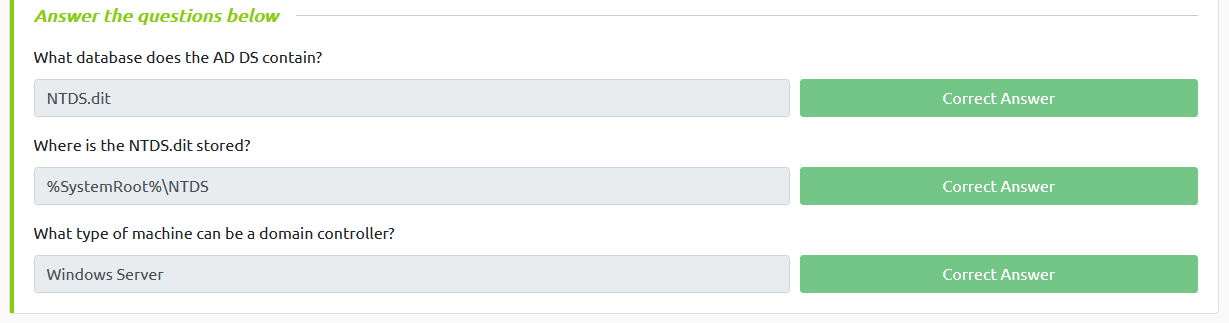 Answer the questions below
What database does the AD DS contain?
NTDS.dit
Correct Answer
Where is the NTDS.dit stored?
%SystemRoot%\NTDS
Correct Answer
What type of machine can be a domain controller?
Windows Server
Correct Answer